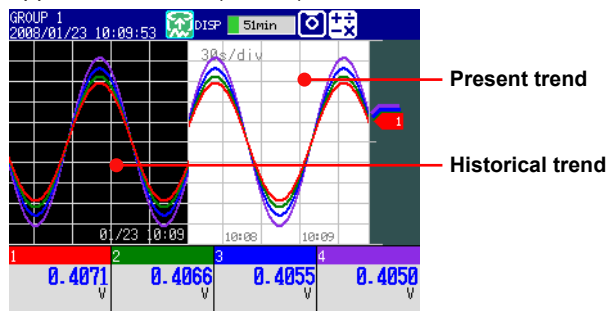 GROUP 1
2008/01/23 10:09:53
DISP
51min
30s/div
Present trend
1
Historical trend
01/23 10:09
10:08
10:09
1
2
3
4
0.4071
0.4066
0.4055
0.4050
V
V
V
V